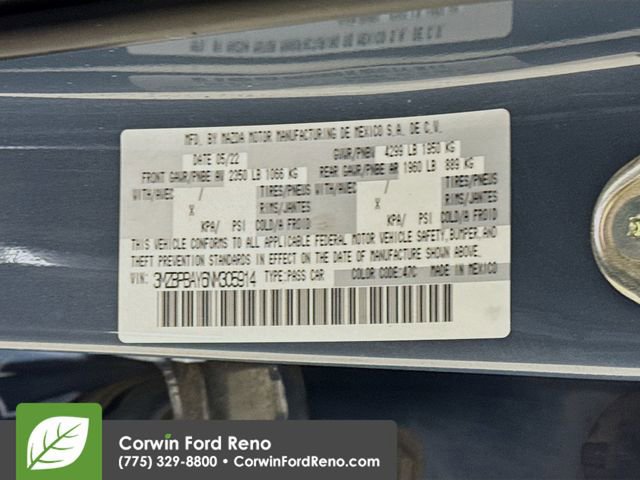 MFD. BY MAZDA MOTOR MANUFACTURING DE MEXICO S.A. DE C.V.
DATE 05/22 GVWR/PNBV 4299 LB 1950 KG
FRONT GAWR/PNBE AV 2350 LB 1066 KG REAR GAWR/PNBE AR 1960 LB 889 KG
WITH/AVEC / TIRES/PNEUS WITH/AVEC / TIRES/PNEUS
X RIMS/JANTES X RIMS/JANTES
KPA/ PSI COLD/A FROID KPA/ PSI COLD/A FROID
THIS VEHICLE CONFORMS TO ALL APPLICABLE FEDERAL MOTOR VEHICLE SAFETY, BUMPER, AND
THEFT PREVENTION STANDARDS IN EFFECT ON THE DATE OF MANUFACTURE SHOWN ABOVE.
VIN: 3MZBPBAY6NM305914 TYPE: PASS CAR COLOR CODE: 47C MADE IN MEXICO
Corwin Ford Reno
(775) 329-8800 • CorwinFordReno.com